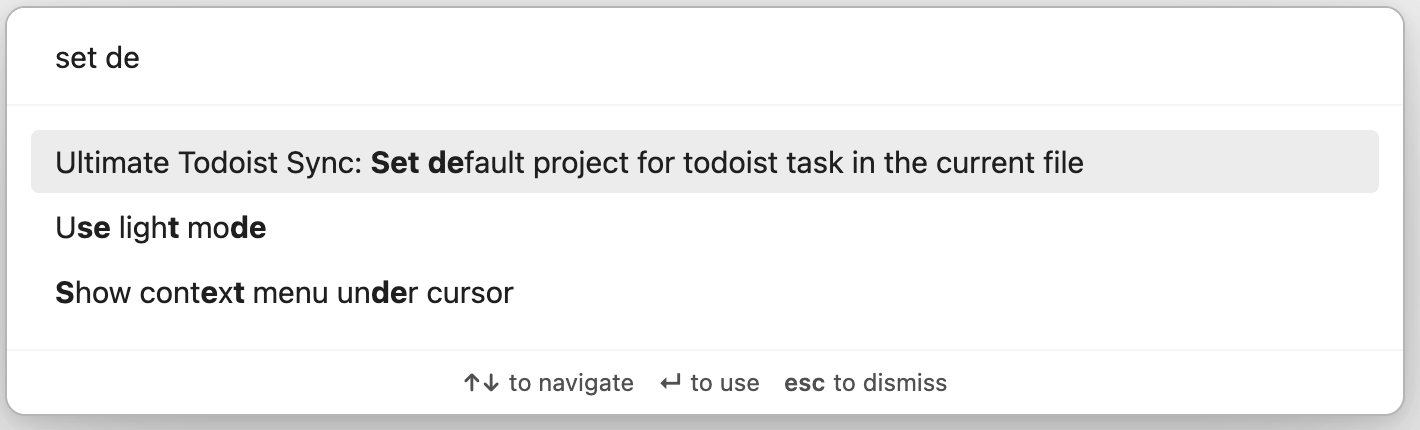 set de
Ultimate Todoist Sync: Set default project for todoist task in the current file
Use light mode
Show context menu under cursor
↑↓ to navigate ↵ to use esc to dismiss